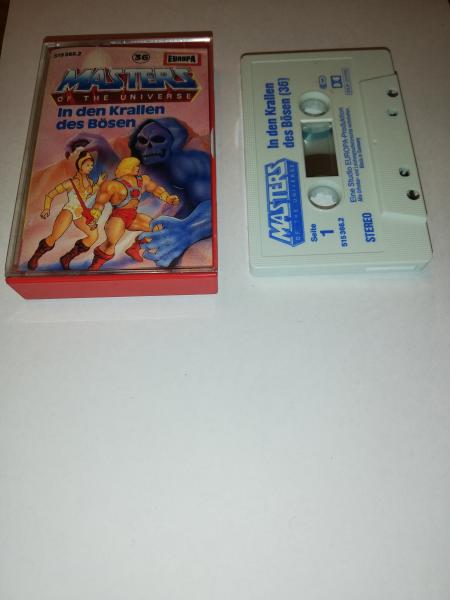 515 366.2
36
EUROPA
MASTERS
OF THE UNIVERSE
In den Krallen
des Bösen
MASTERS
OF THE UNIVERSE
In den Krallen
des Bösen (36)
Seite
1
515 366.2
STEREO
Eine Studio EUROPA-Produktion